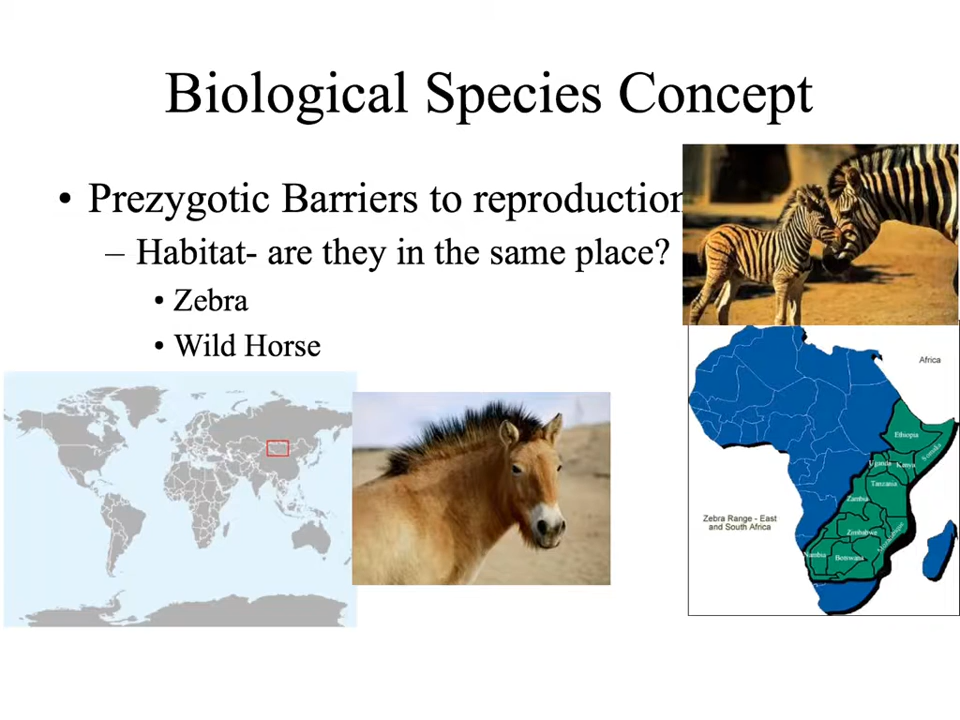 Biological Species Concept
• Prezygotic Barriers to reproduction
– Habitat- are they in the same place?
• Zebra
• Wild Horse
Africa
Ethiopia
Somalia
Uganda
Kenya
Tanzania
Zambia
Zebra Range - East
and South Africa
Zimbabwe
Mozambique
Namibia
Botswana